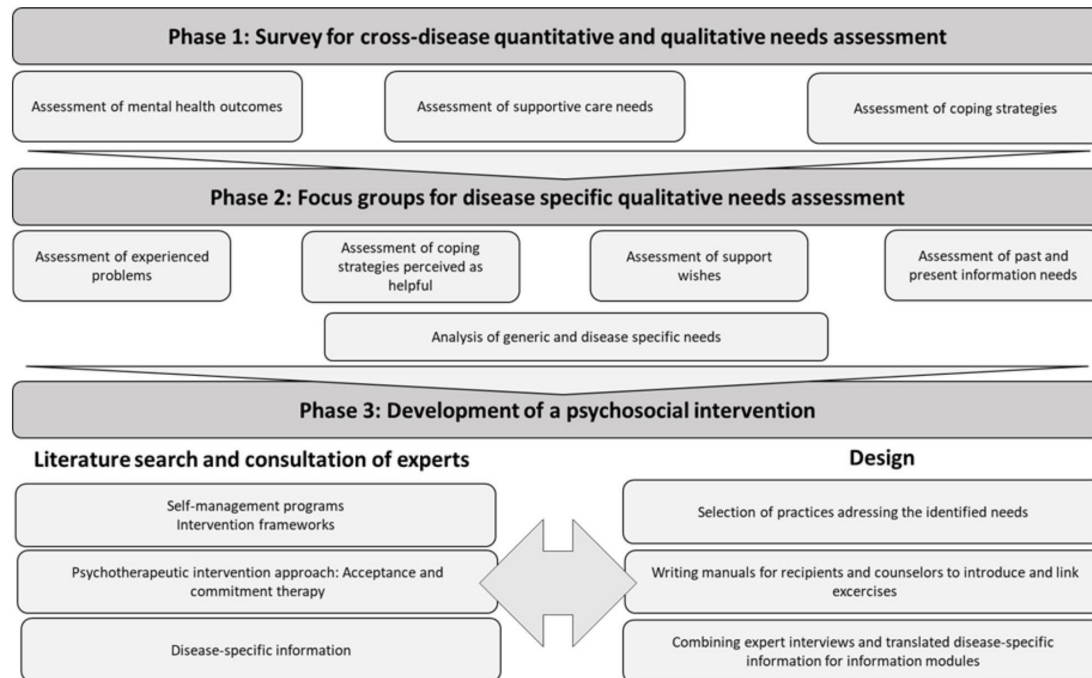 Phase 1: Survey for cross-disease quantitative and qualitative needs assessment
Assessment of mental health outcomes
Assessment of supportive care needs
Assessment of coping strategies
Phase 2: Focus groups for disease specific qualitative needs assessment
Assessment of experienced
problems
Assessment of coping
strategies perceived as
helpful
Assessment of support
wishes
Assessment of past and
present information needs
Analysis of generic and disease specific needs
Phase 3: Development of a psychosocial intervention
Literature search and consultation of experts
Self-management programs
Intervention frameworks
Psychotherapeutic intervention approach: Acceptance and
commitment therapy
Disease-specific information
Design
Selection of practices adressing the identified needs
Writing manuals for recipients and counselors to introduce and link
excercises
Combining expert interviews and translated disease-specific
information for information modules